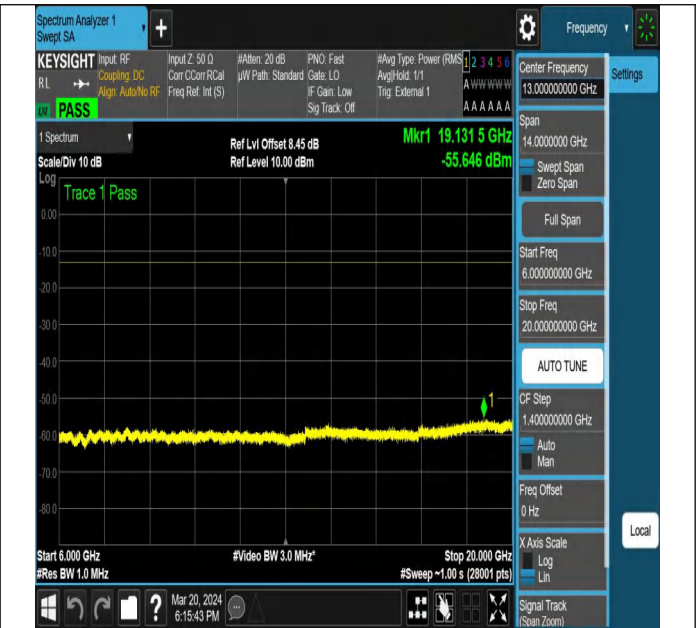 Spectrum Analyzer 1
Swept SA
Frequency
KEYSIGHT
RL
PASS
Input: RF
Coupling: DC
Align: Auto/No RF
Input Z: 50 Ω
Corr CCorr RCal
Freq Ref: Int (S)
#Atten: 20 dB
µW Path: Standard
PNO: Fast
Gate: LO
IF Gain: Low
Sig Track: Off
#Avg Type: Power (RMS
Avg|Hold: 1/1
Trig: External 1
1 2 3 4 5 6
A W W W W W
A A A A A A
Center Frequency
13.000000000 GHz
Settings
1 Spectrum
Scale/Div 10 dB
Ref Lvl Offset 8.45 dB
Ref Level 10.00 dBm
Mkr1 19.131 5 GHz
-55.646 dBm
Log
Trace 1 Pass
0.00
-10.0
-20.0
-30.0
-40.0
-50.0
-60.0
-70.0
-80.0
1
Span
14.0000000 GHz
Swept Span
Zero Span
Full Span
Start Freq
6.000000000 GHz
Stop Freq
20.000000000 GHz
AUTO TUNE
CF Step
1.400000000 GHz
Auto
Man
Freq Offset
0 Hz
X Axis Scale
Log
Lin
Signal Track
(Span Zoom)
Local
Start 6.000 GHz
#Res BW 1.0 MHz
#Video BW 3.0 MHz*
Stop 20.000 GHz
#Sweep ~1.00 s (28001 pts)
?
Mar 20, 2024
6:15:43 PM